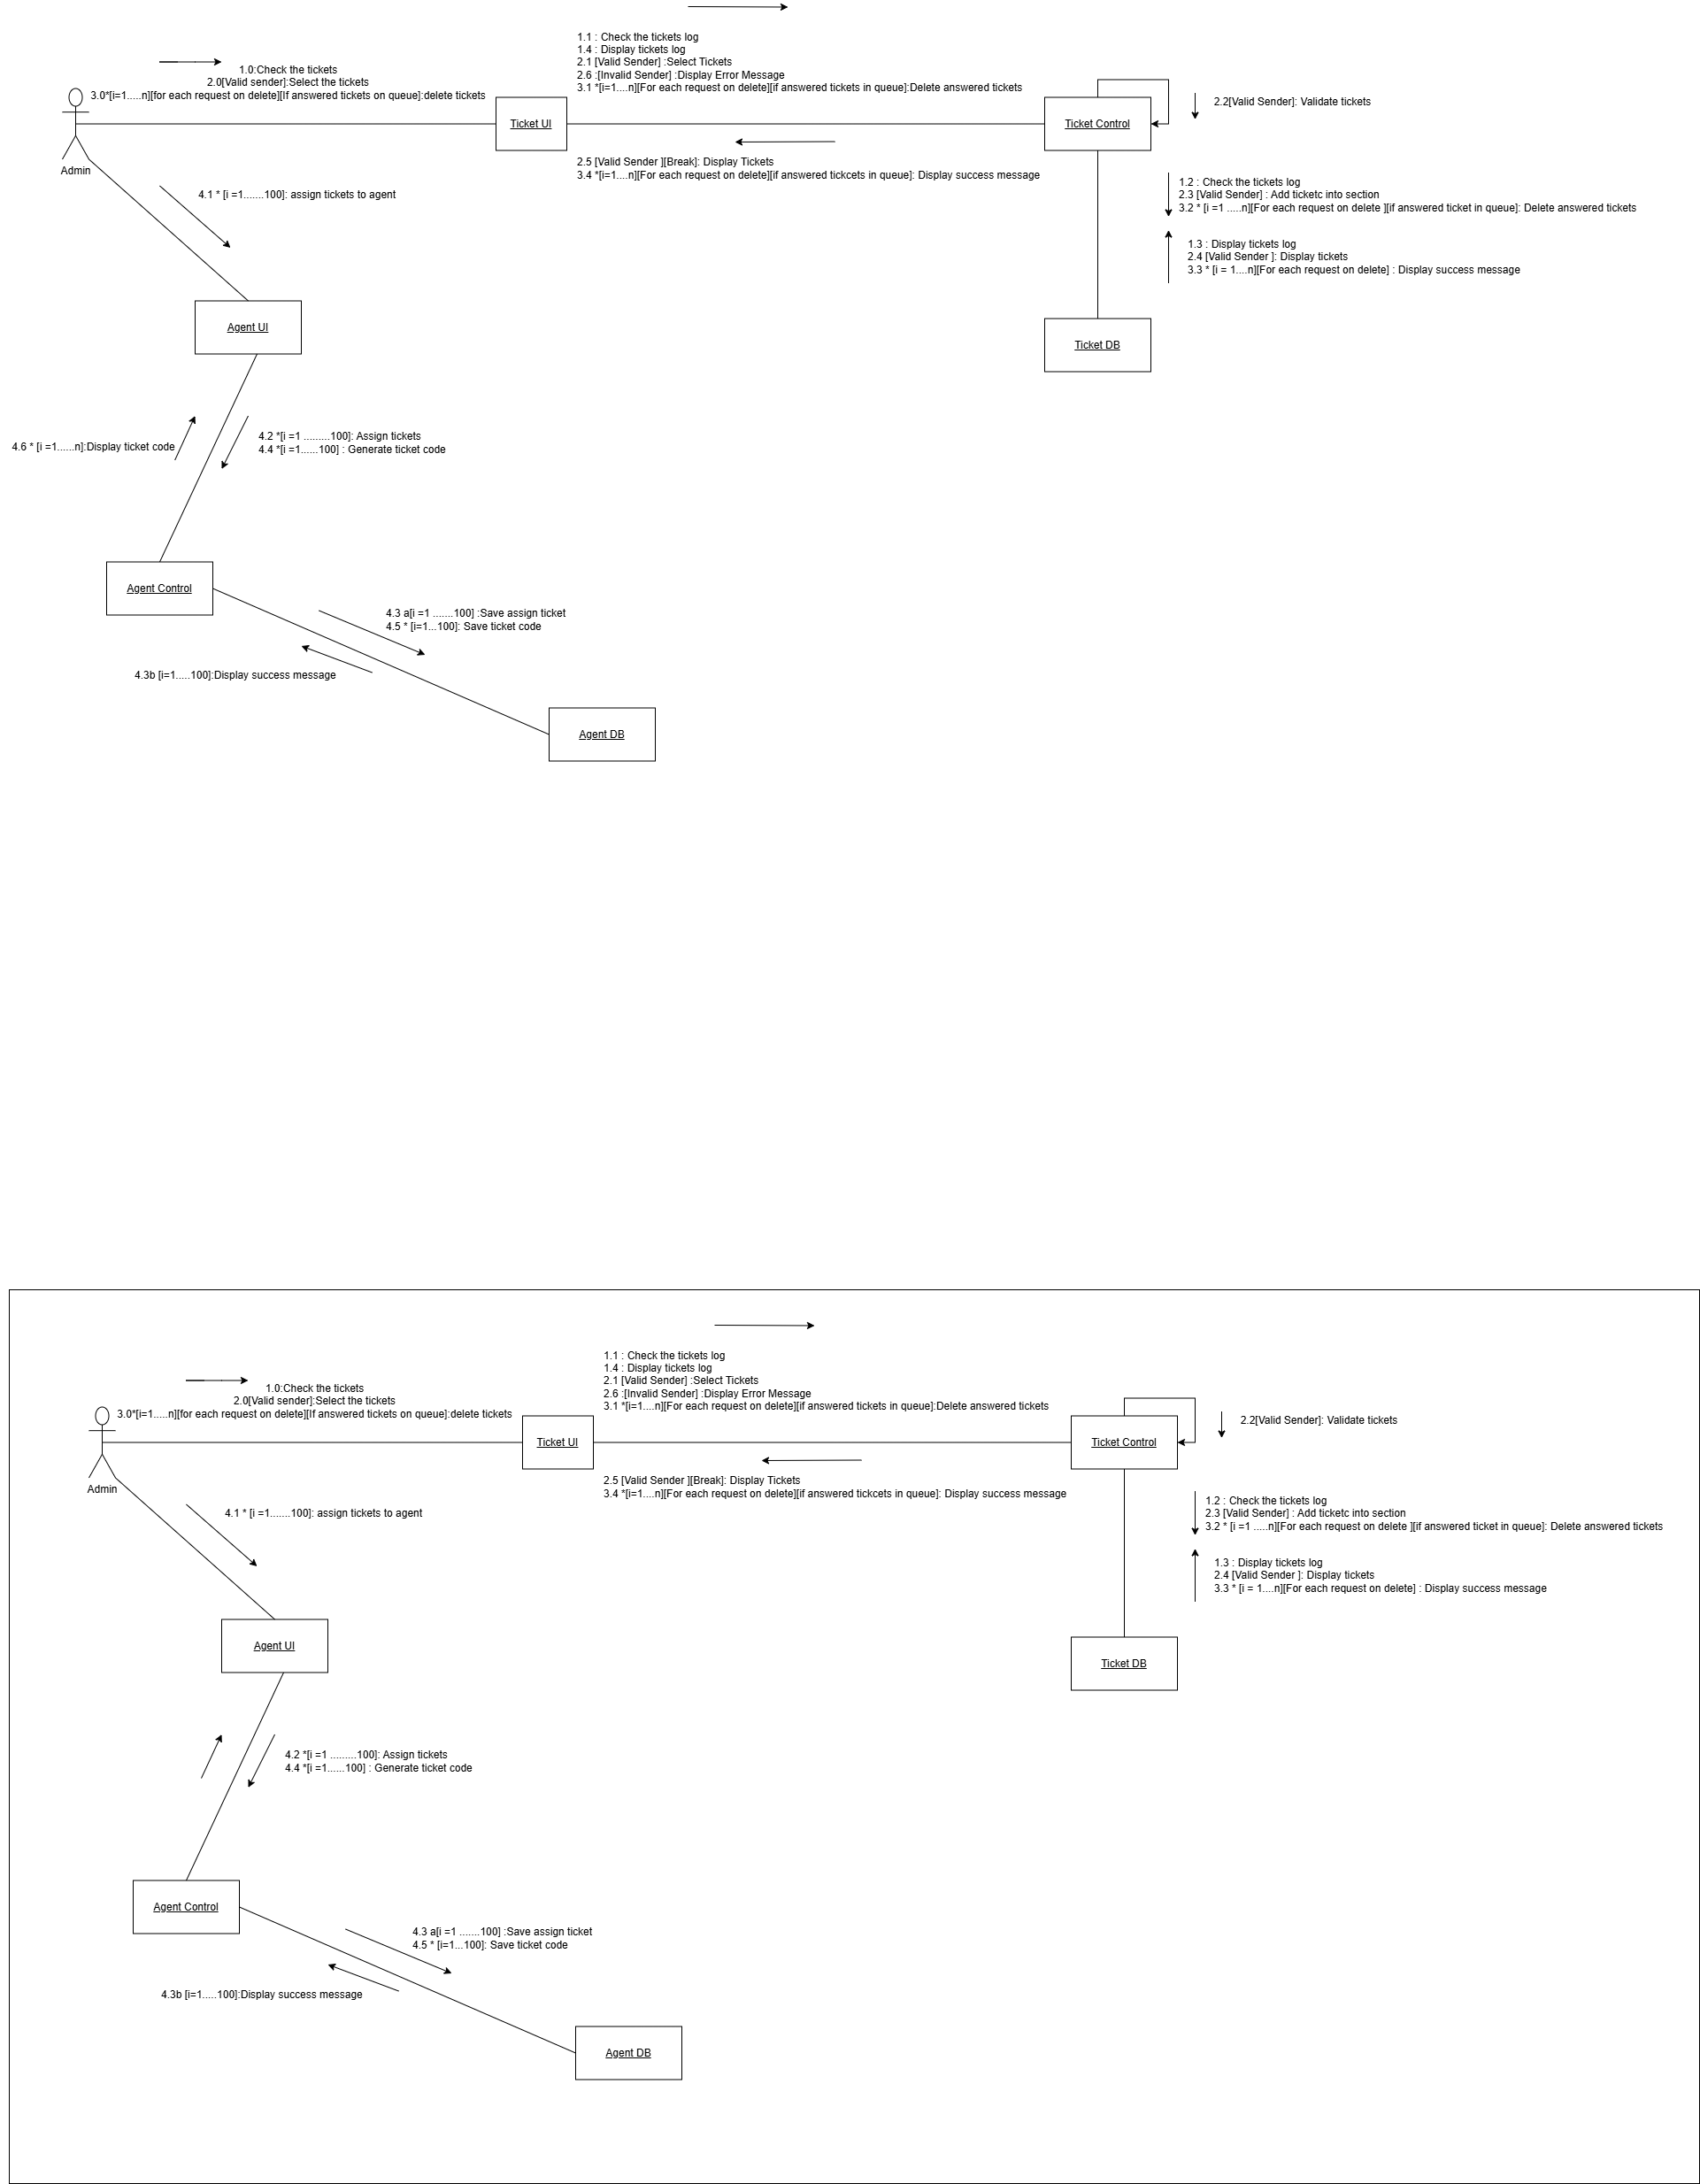 1.1 : Check the tickets log
1.4 : Display tickets log
2.1 [Valid Sender] :Select Tickets
2.6 :[Invalid Sender] :Display Error Message
3.1 *[i=1....n][For each request on delete][if answered tickets in queue]:Delete answered tickets
1.0:Check the tickets
2.0[Valid sender]:Select the tickets
3.0*[i=1.....n][for each request on delete][If answered tickets on queue]:delete tickets
Ticket UI
Ticket Control
2.2[Valid Sender]: Validate tickets
Admin
2.5 [Valid Sender ][Break]: Display Tickets
3.4 *[i=1....n][For each request on delete][if answered tickcets in queue]: Display success message
4.1 * [i =1.......100]: assign tickets to agent
1.2 : Check the tickets log
2.3 [Valid Sender] : Add ticketc into section
3.2 * [i =1 .....n][For each request on delete ][if answered ticket in queue]: Delete answered tickets
1.3 : Display tickets log
2.4 [Valid Sender ]: Display tickets
3.3 * [i = 1....n][For each request on delete] : Display success message
Agent UI
Ticket DB
4.6 * [i =1......n]:Display ticket code
4.2 *[i =1 .........100]: Assign tickets
4.4 *[i =1......100] : Generate ticket code
Agent Control
4.3 a[i =1 .......100] :Save assign ticket
4.5 * [i=1...100]: Save ticket code
4.3b [i=1.....100]:Display success message
Agent DB
1.1 : Check the tickets log
1.4 : Display tickets log
2.1 [Valid Sender] :Select Tickets
2.6 :[Invalid Sender] :Display Error Message
3.1 *[i=1....n][For each request on delete][if answered tickets in queue]:Delete answered tickets
1.0:Check the tickets
2.0[Valid sender]:Select the tickets
3.0*[i=1.....n][for each request on delete][If answered tickets on queue]:delete tickets
Ticket UI
Ticket Control
2.2[Valid Sender]: Validate tickets
Admin
2.5 [Valid Sender ][Break]: Display Tickets
3.4 *[i=1....n][For each request on delete][if answered tickcets in queue]: Display success message
4.1 * [i =1.......100]: assign tickets to agent
1.2 : Check the tickets log
2.3 [Valid Sender] : Add ticketc into section
3.2 * [i =1 .....n][For each request on delete ][if answered ticket in queue]: Delete answered tickets
1.3 : Display tickets log
2.4 [Valid Sender ]: Display tickets
3.3 * [i = 1....n][For each request on delete] : Display success message
Agent UI
Ticket DB
4.2 *[i =1 .........100]: Assign tickets
4.4 *[i =1......100] : Generate ticket code
Agent Control
4.3 a[i =1 .......100] :Save assign ticket
4.5 * [i=1...100]: Save ticket code
4.3b [i=1.....100]:Display success message
Agent DB